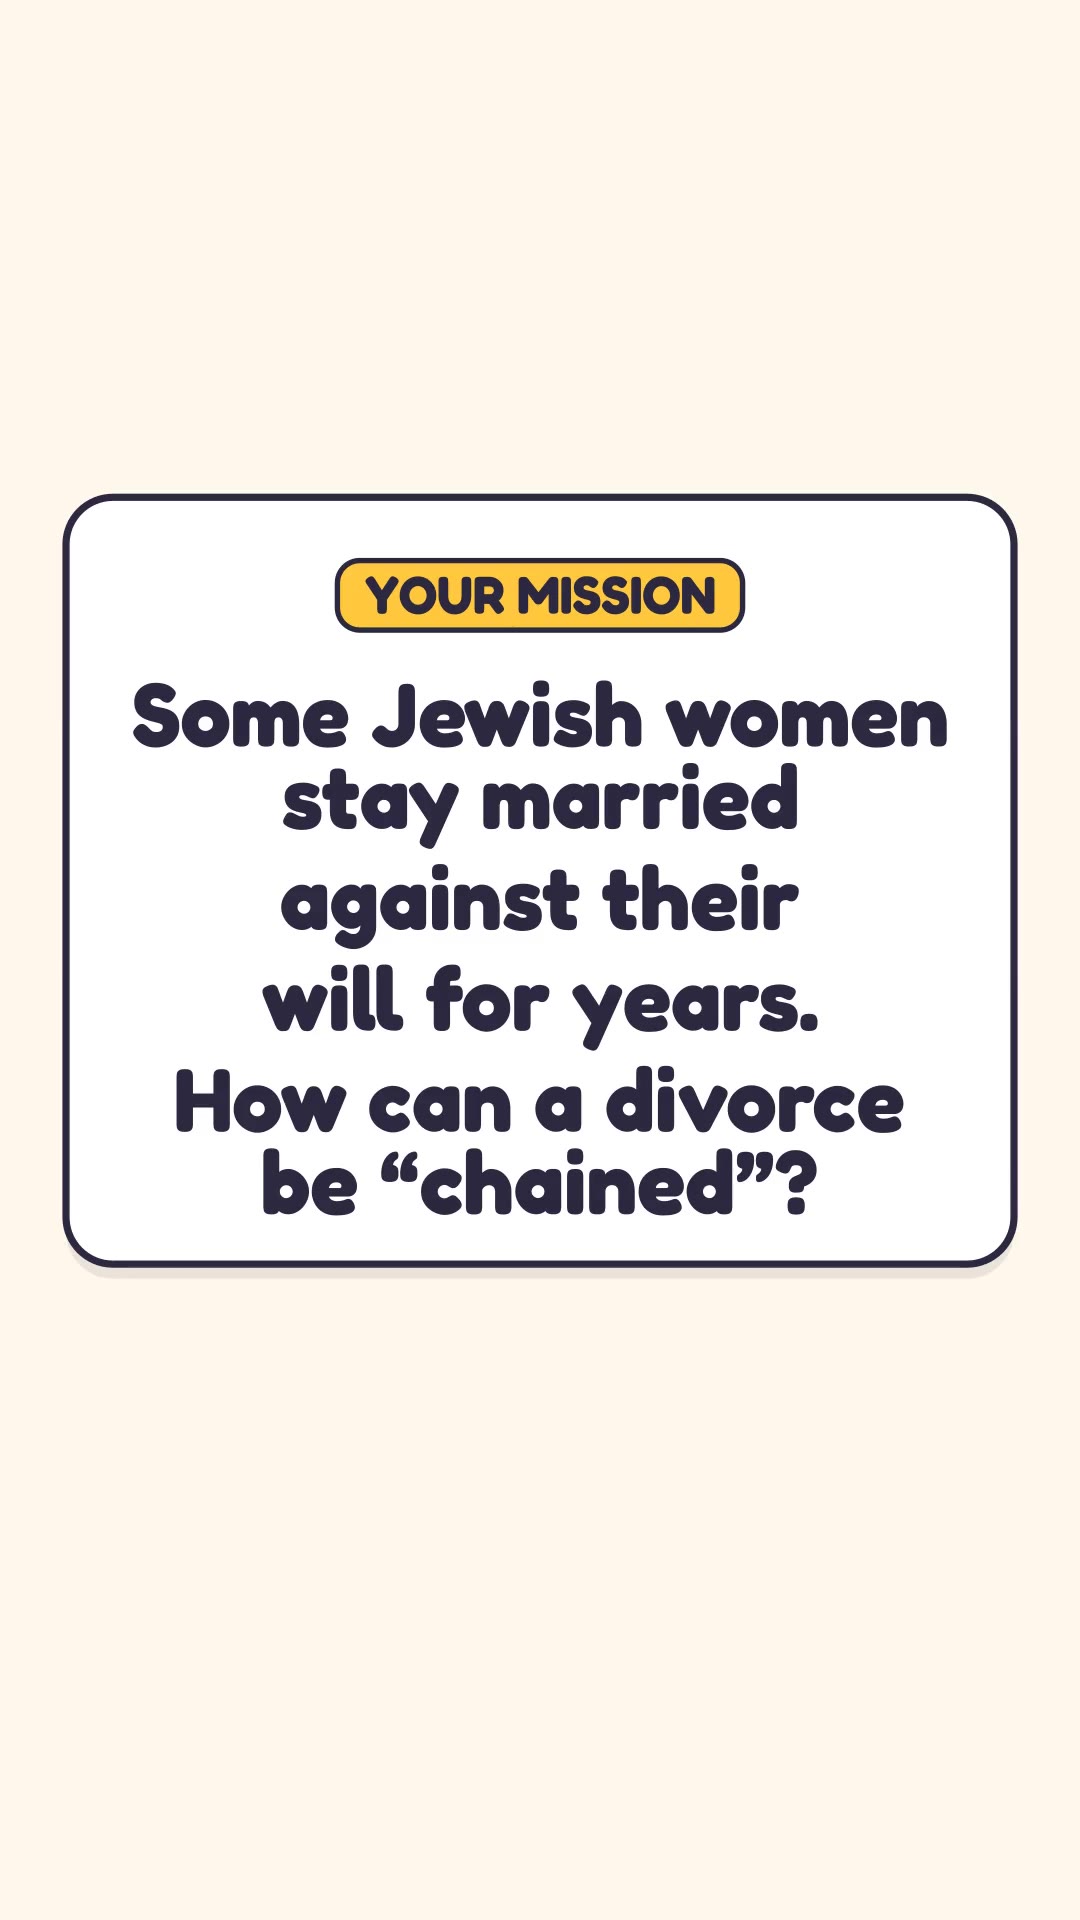 YOUR MISSION
Some Jewish women
stay married
against their
will for years.
How can a divorce
be “chained”?